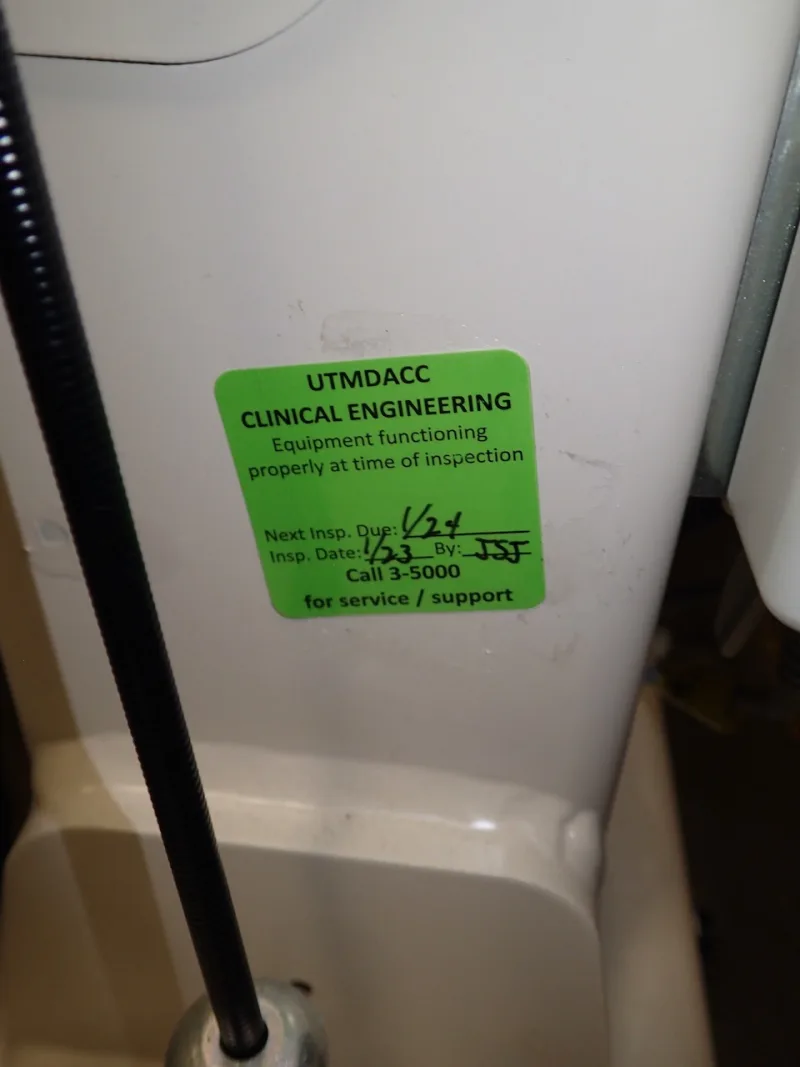 UTMDACC
CLINICAL ENGINEERING
Equipment functioning
properly at time of inspection
Next Insp. Due: 1/24
Insp. Date: 1/23 By: JSJ
Call 3-5000
for service / support